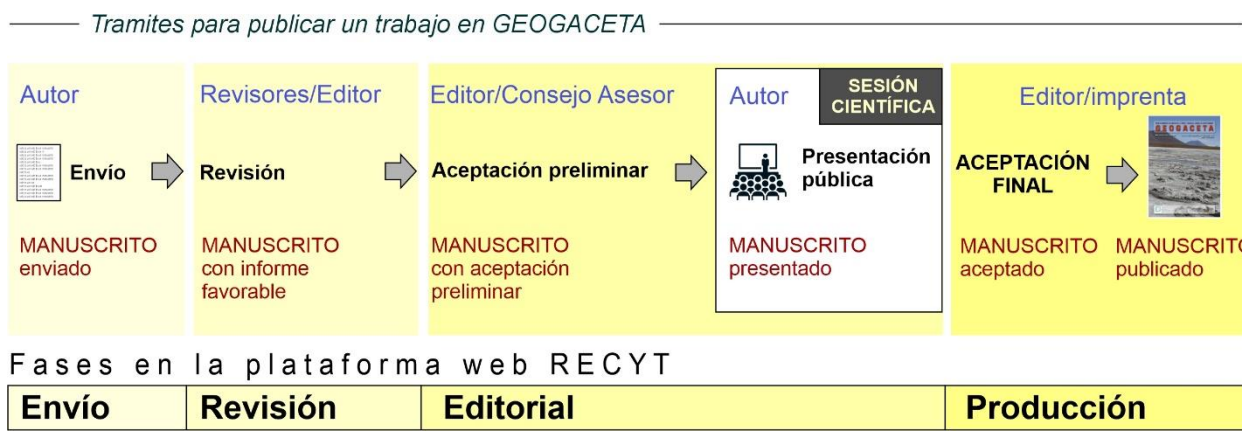 Tramites para publicar un trabajo en GEOGACETA
Autor
Envío
MANUSCRITO
enviado
Revisores/Editor
Revisión
MANUSCRITO
con informe
favorable
Editor/Consejo Asesor
Aceptación preliminar
MANUSCRITO
con aceptación
preliminar
Autor
SESIÓN
CIENTÍFICA
Presentación
pública
MANUSCRITO
presentado
Editor/imprenta
ACEPTACIÓN
FINAL
GEOGACETA
MANUSCRITO
aceptado
MANUSCRITO
publicado
Fases en la plataforma web RECYT
Envío
Revisión
Editorial
Producción